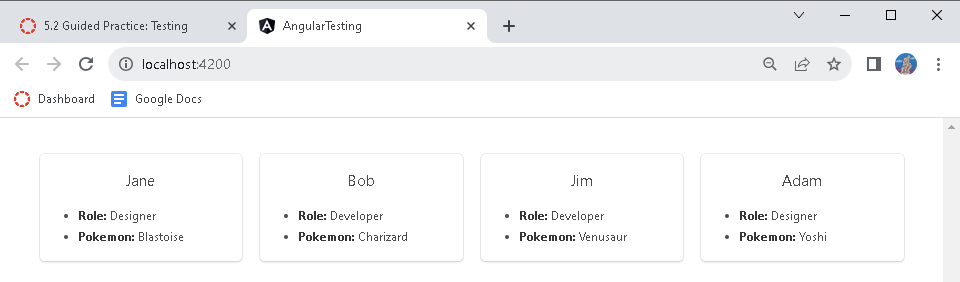 5.2 Guided Practice: Testing
AngularTesting
localhost:4200
Dashboard
Google Docs
Jane
Role: Designer
Pokemon: Blastoise
Bob
Role: Developer
Pokemon: Charizard
Jim
Role: Developer
Pokemon: Venusaur
Adam
Role: Designer
Pokemon: Yoshi